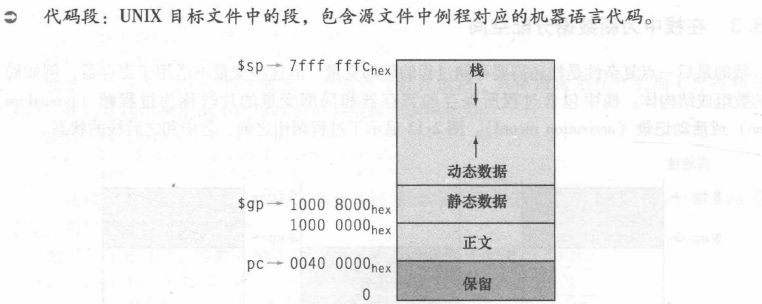 代码段：UNIX 目标文件中的段，包含源文件中例程对应的机器语言代码。
$sp → 7fff fffc hex
栈
动态数据
$gp → 1000 8000 hex
静态数据
1000 0000 hex
正文
pc → 0040 0000 hex
保留
0